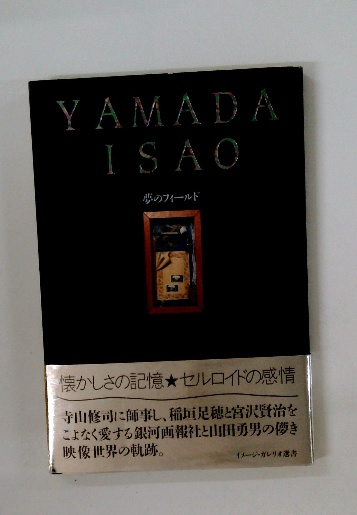 YAMADA
ISAO
夢のフィールド
懐かしさの記憶★セルロイドの感情
寺山修司に師事し、稲垣足穂と宮沢賢治を
こよなく愛する銀河画報社と山田勇男の儚き
映像世界の軌跡。
イメージ・ガレリオ選書